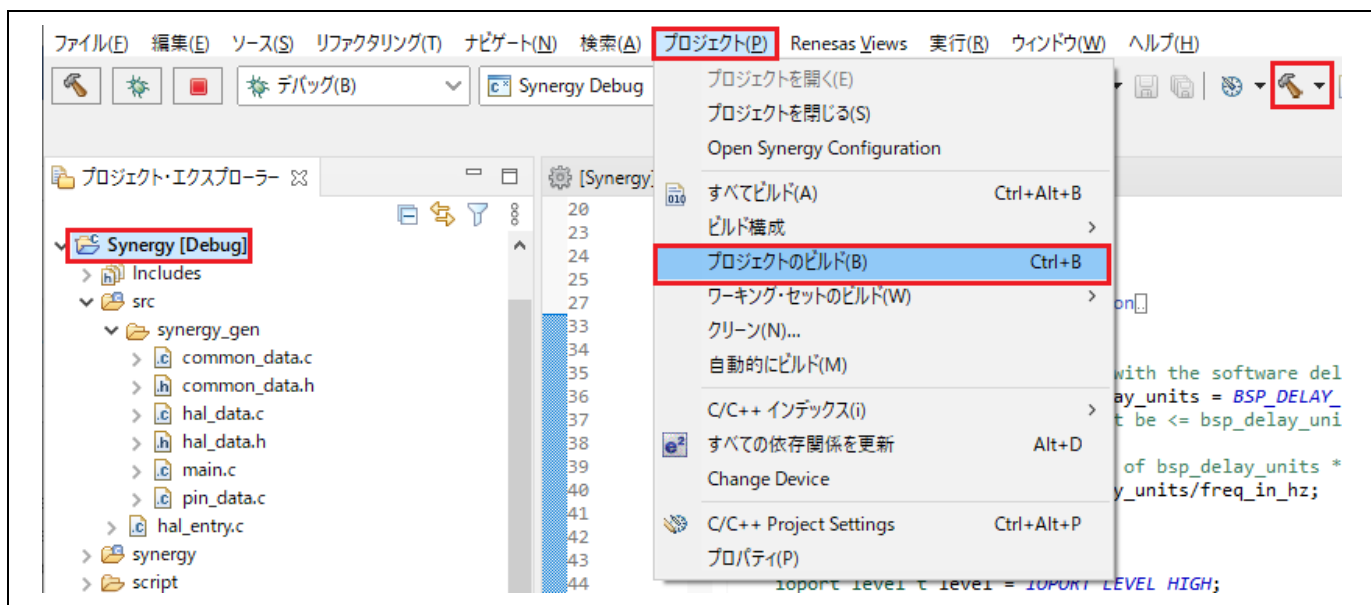 ファイル(F) 編集(E) ソース(S) リファクタリング(T) ナビゲート(N) 検索(A) プロジェクト(P) Renesas Views 実行(R) ウィンドウ(W) ヘルプ(H)
デバッグ(B)
Synergy Debug
プロジェクトを開く(E)
プロジェクトを閉じる(S)
Open Synergy Configuration
すべてビルド(A) Ctrl+Alt+B
ビルド構成
プロジェクトのビルド(B) Ctrl+B
ワーキング・セットのビルド(W)
クリーン(N)...
自動的にビルド(M)
C/C++ インデックス(i)
すべての依存関係を更新 Alt+D
Change Device
C/C++ Project Settings Ctrl+Alt+P
プロパティ(P)
プロジェクト・エクスプローラー
Synergy [Debug]
Includes
src
synergy_gen
common_data.c
common_data.h
hal_data.c
hal_data.h
main.c
pin_data.c
hal_entry.c
synergy
script
[Synergy]
20
23
24
25
27
33
34
35
36
37
38
39
40
41
42
43
44
on
with the software del
ay_units = BSP_DELAY_
t be <= bsp_delay_uni
of bsp_delay_units *
y_units/freq_in_hz;
ioport_level_t level = IOPORT_LEVEL_HIGH;